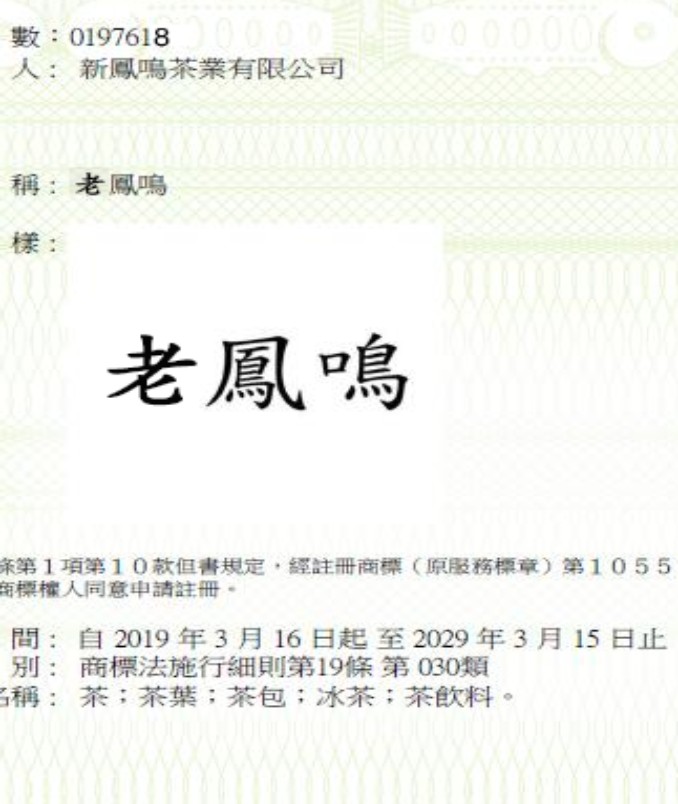 數：0197618
人： 新鳳鳴茶業有限公司
稱：老鳳鳴
樣：
老鳳鳴
條第１項第１０款但書規定，經註冊商標（原服務標章）第１０５５
商標權人同意申請註冊。
間： 自 2019 年 3 月 16 日起 至 2029 年 3 月 15 日止
別： 商標法施行細則第19條 第 030類
名稱： 茶；茶葉；茶包；冰茶；茶飲料。